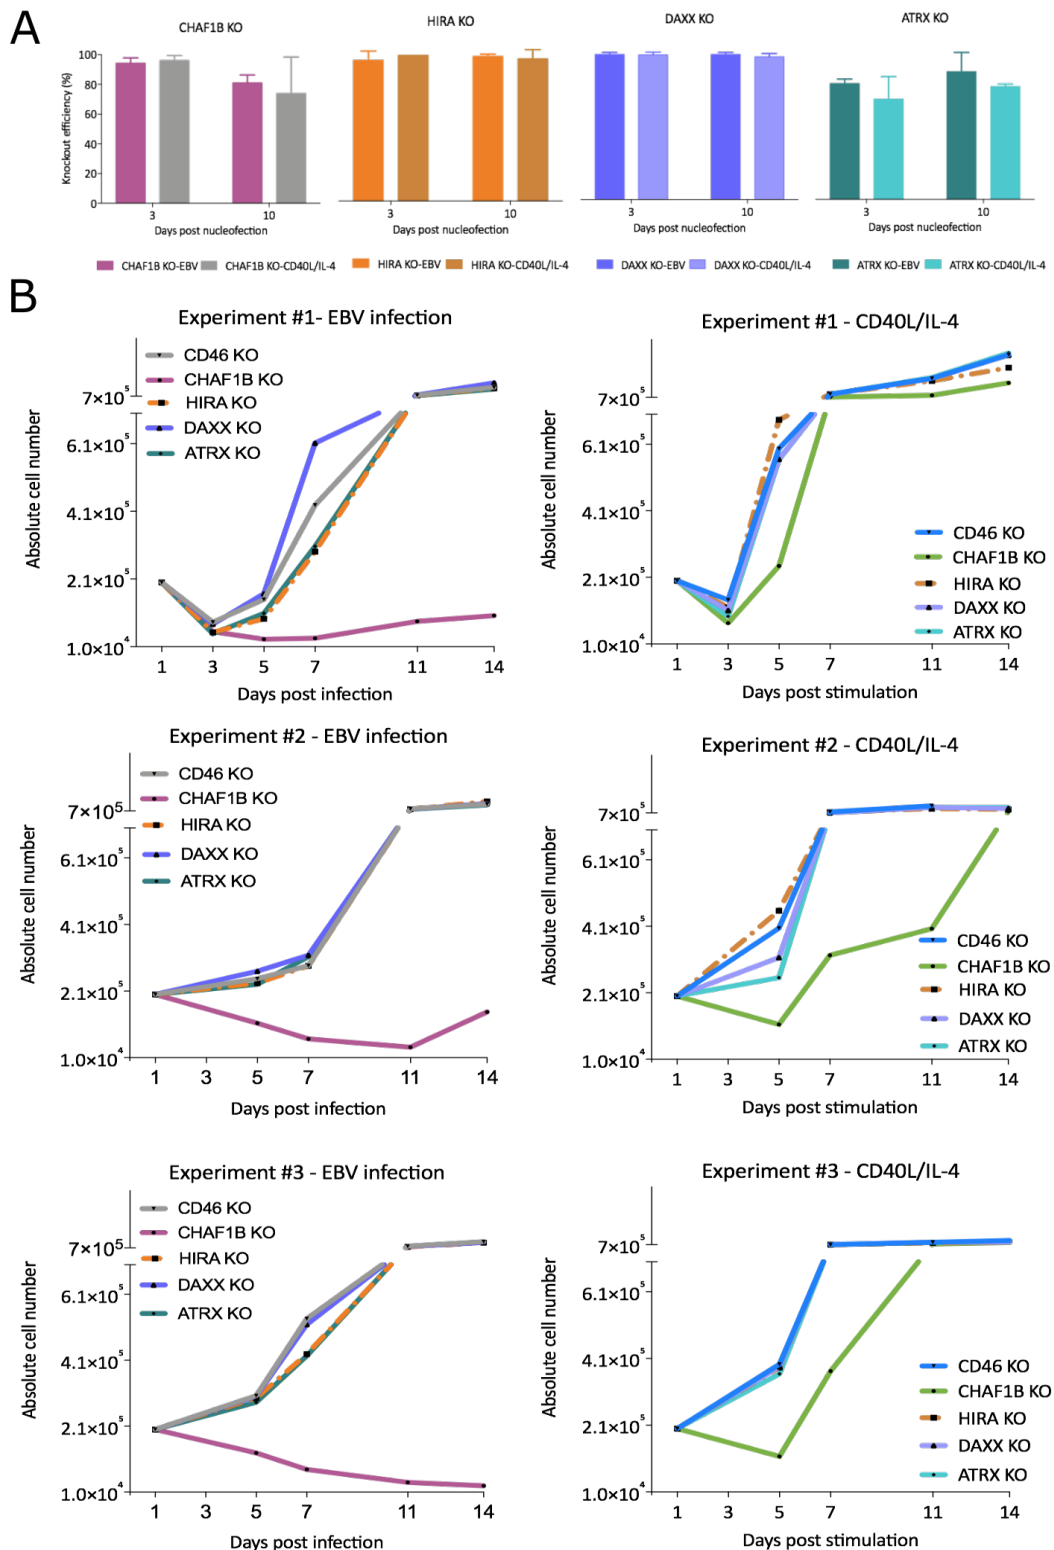 A
CHAF1B KO
HIRA KO
DAXX KO
ATRX KO
Knockout efficiency (%)
100
80
60
40
20
0
3 10
3 10
3 10
3 10
Days post nucleofection
Days post nucleofection
Days post nucleofection
Days post nucleofection
CHAF1B KO-EBV CHAF1B KO-CD40L/IL-4
HIRA KO-EBV HIRA KO-CD40L/IL-4
DAXX KO-EBV DAXX KO-CD40L/IL-4
ATRX KO-EBV ATRX KO-CD40L/IL-4
B
Experiment #1- EBV infection
CD46 KO
CHAF1B KO
HIRA KO
DAXX KO
ATRX KO
Absolute cell number
7×10⁵
6.1×10⁵
4.1×10⁵
2.1×10⁵
1.0×10⁴
1 3 5 7 11 14
Days post infection
Experiment #1 - CD40L/IL-4
Absolute cell number
7×10⁵
6.1×10⁵
4.1×10⁵
2.1×10⁵
1.0×10⁴
CD46 KO
CHAF1B KO
HIRA KO
DAXX KO
ATRX KO
1 3 5 7 11 14
Days post stimulation
Experiment #2 - EBV infection
CD46 KO
CHAF1B KO
HIRA KO
DAXX KO
ATRX KO
Absolute cell number
7×10⁵
6.1×10⁵
4.1×10⁵
2.1×10⁵
1.0×10⁴
1 3 5 7 11 14
Days post infection
Experiment #2 - CD40L/IL-4
Absolute cell number
7×10⁵
6.1×10⁵
4.1×10⁵
2.1×10⁵
1.0×10⁴
CD46 KO
CHAF1B KO
HIRA KO
DAXX KO
ATRX KO
1 3 5 7 11 14
Days post stimulation
Experiment #3 - EBV infection
CD46 KO
CHAF1B KO
HIRA KO
DAXX KO
ATRX KO
Absolute cell number
7×10⁵
6.1×10⁵
4.1×10⁵
2.1×10⁵
1.0×10⁴
1 3 5 7 11 14
Days post infection
Experiment #3 - CD40L/IL-4
Absolute cell number
7×10⁵
6.1×10⁵
4.1×10⁵
2.1×10⁵
1.0×10⁴
CD46 KO
CHAF1B KO
HIRA KO
DAXX KO
ATRX KO
1 3 5 7 11 14
Days post stimulation